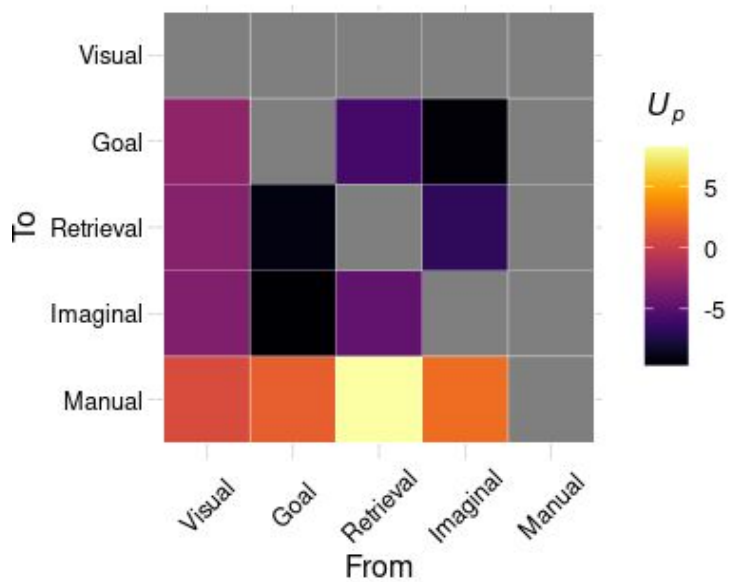 Visual
Goal
Retrieval
Imaginal
Manual
To
Visual
Goal
Retrieval
Imaginal
Manual
From
U_p
5
0
-5